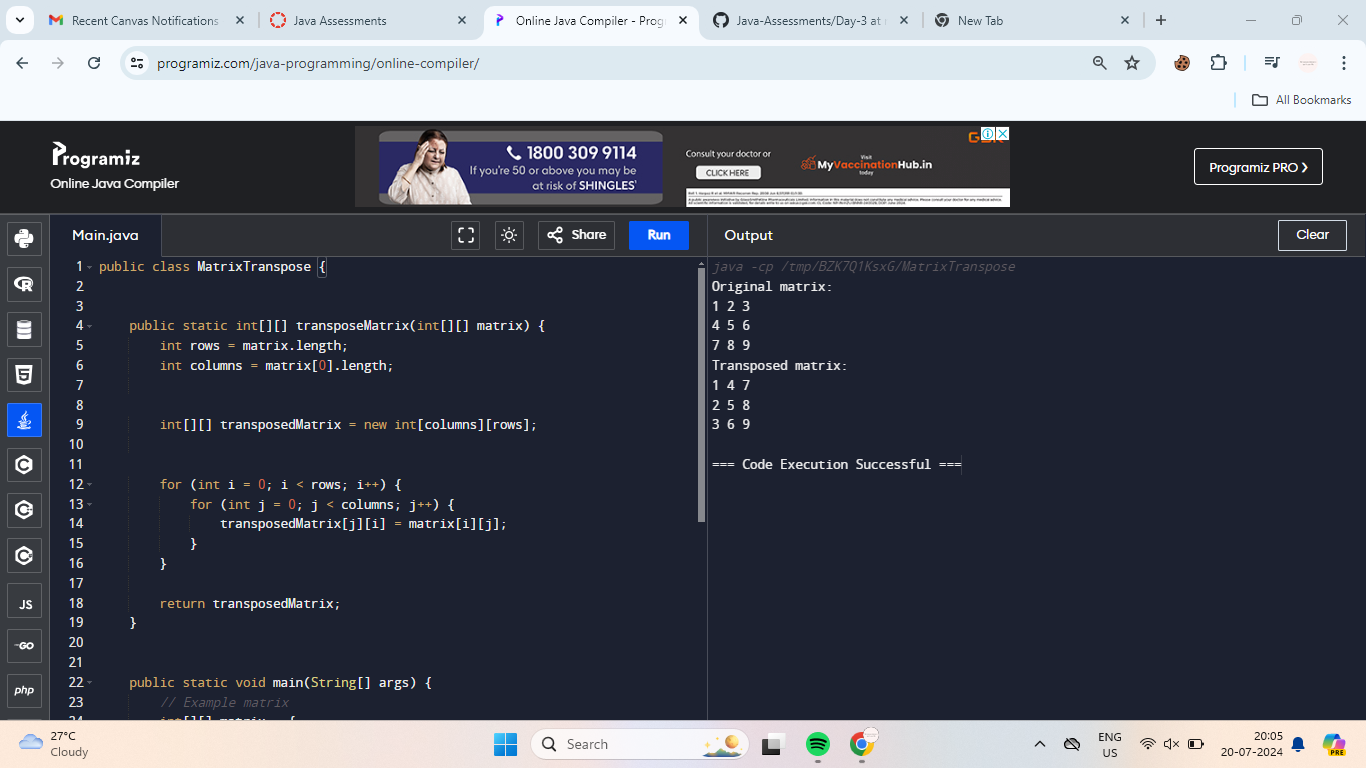 Recent Canvas Notifications
Java Assessments
Online Java Compiler - Prog
Java-Assessments/Day-3 at
New Tab
programiz.com/java-programming/online-compiler/
All Bookmarks
Programiz
Online Java Compiler
1800 309 9114
If you're 50 or above you may be
at risk of SHINGLES
Consult your doctor or
CLICK HERE
Visit
MyVaccinationHub.in
today
Programiz PRO
Main.java
Share
Run
Output
Clear
1 public class MatrixTranspose {
2
3
4 public static int[][] transposeMatrix(int[][] matrix) {
5 int rows = matrix.length;
6 int columns = matrix[0].length;
7
8
9 int[][] transposedMatrix = new int[columns][rows];
10
11
12 for (int i = 0; i < rows; i++) {
13 for (int j = 0; j < columns; j++) {
14 transposedMatrix[j][i] = matrix[i][j];
15 }
16 }
17
18 return transposedMatrix;
19 }
20
21
22 public static void main(String[] args) {
23 // Example matrix
java -cp /tmp/BZK7Q1KsxG/MatrixTranspose
Original matrix:
1 2 3
4 5 6
7 8 9
Transposed matrix:
1 4 7
2 5 8
3 6 9
=== Code Execution Successful ===
R
5
C
C
C
JS
GO
php
27°C
Cloudy
Search
ENG
US
20:05
20-07-2024
PRE